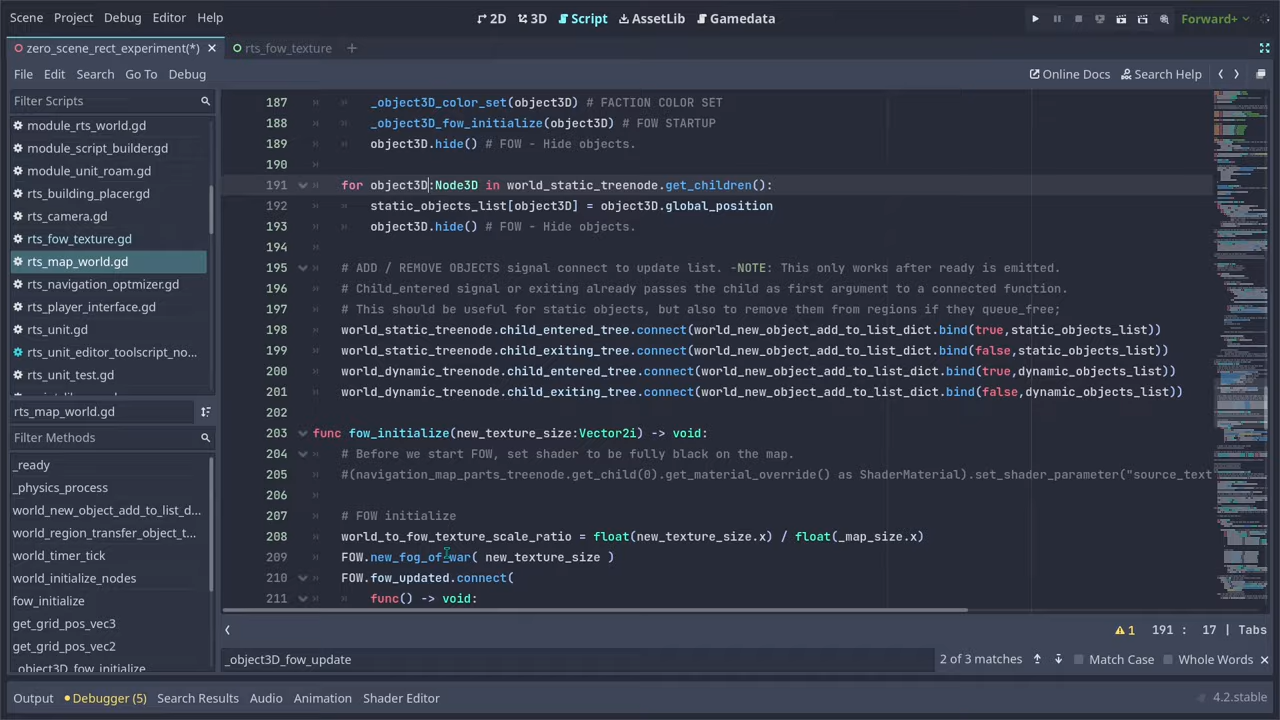 Scene Project Debug Editor Help 2D 3D Script AssetLib Gamedata Forward+
zero_scene_rect_experiment(*) rts_fow_texture
File Edit Search Go To Debug Online Docs Search Help
Filter Scripts
module_rts_world.gd
module_script_builder.gd
module_unit_roam.gd
rts_building_placer.gd
rts_camera.gd
rts_fow_texture.gd
rts_map_world.gd
rts_navigation_optmizer.gd
rts_player_interface.gd
rts_unit.gd
rts_unit_editor_toolscript_no...
rts_unit_test.gd
rts_map_world.gd
Filter Methods
_ready
_physics_process
world_new_object_add_to_list_d...
world_region_transfer_object_t...
world_timer_tick
world_initialize_nodes
fow_initialize
get_grid_pos_vec3
get_grid_pos_vec2
_object3D_fow_initialize
187 _object3D_color_set(object3D) # FACTION COLOR SET
188 _object3D_fow_initialize(object3D) # FOW STARTUP
189 object3D.hide() # FOW - Hide objects.
190
191 for object3D:Node3D in world_static_treenode.get_children():
192 static_objects_list[object3D] = object3D.global_position
193 object3D.hide() # FOW - Hide objects.
194
195 # ADD / REMOVE OBJECTS signal connect to update list. -NOTE: This only works after ready is emitted.
196 # Child_entered signal or exiting already passes the child as first argument to a connected function.
197 # This should be useful for static objects, but also to remove them from regions if they queue_free;
198 world_static_treenode.child_entered_tree.connect(world_new_object_add_to_list_dict.bind(true,static_objects_list))
199 world_static_treenode.child_exiting_tree.connect(world_new_object_add_to_list_dict.bind(false,static_objects_list))
200 world_dynamic_treenode.child_entered_tree.connect(world_new_object_add_to_list_dict.bind(true,dynamic_objects_list))
201 world_dynamic_treenode.child_exiting_tree.connect(world_new_object_add_to_list_dict.bind(false,dynamic_objects_list))
202
203 func fow_initialize(new_texture_size:Vector2i) -> void:
204 # Before we start FOW, set shader to be fully black on the map.
205 #(navigation_map_parts_treenode.get_child(0).get_material_override() as ShaderMaterial).set_shader_parameter("source_text
206
207 # FOW initialize
208 world_to_fow_texture_scale_ratio = float(new_texture_size.x) / float(_map_size.x)
209 FOW.new_fog_of_war( new_texture_size )
210 FOW.fow_updated.connect(
211 func() -> void:
1 191 : 17 | Tabs
_object3D_fow_update 2 of 3 matches Match Case Whole Words
Output Debugger (5) Search Results Audio Animation Shader Editor 4.2.stable